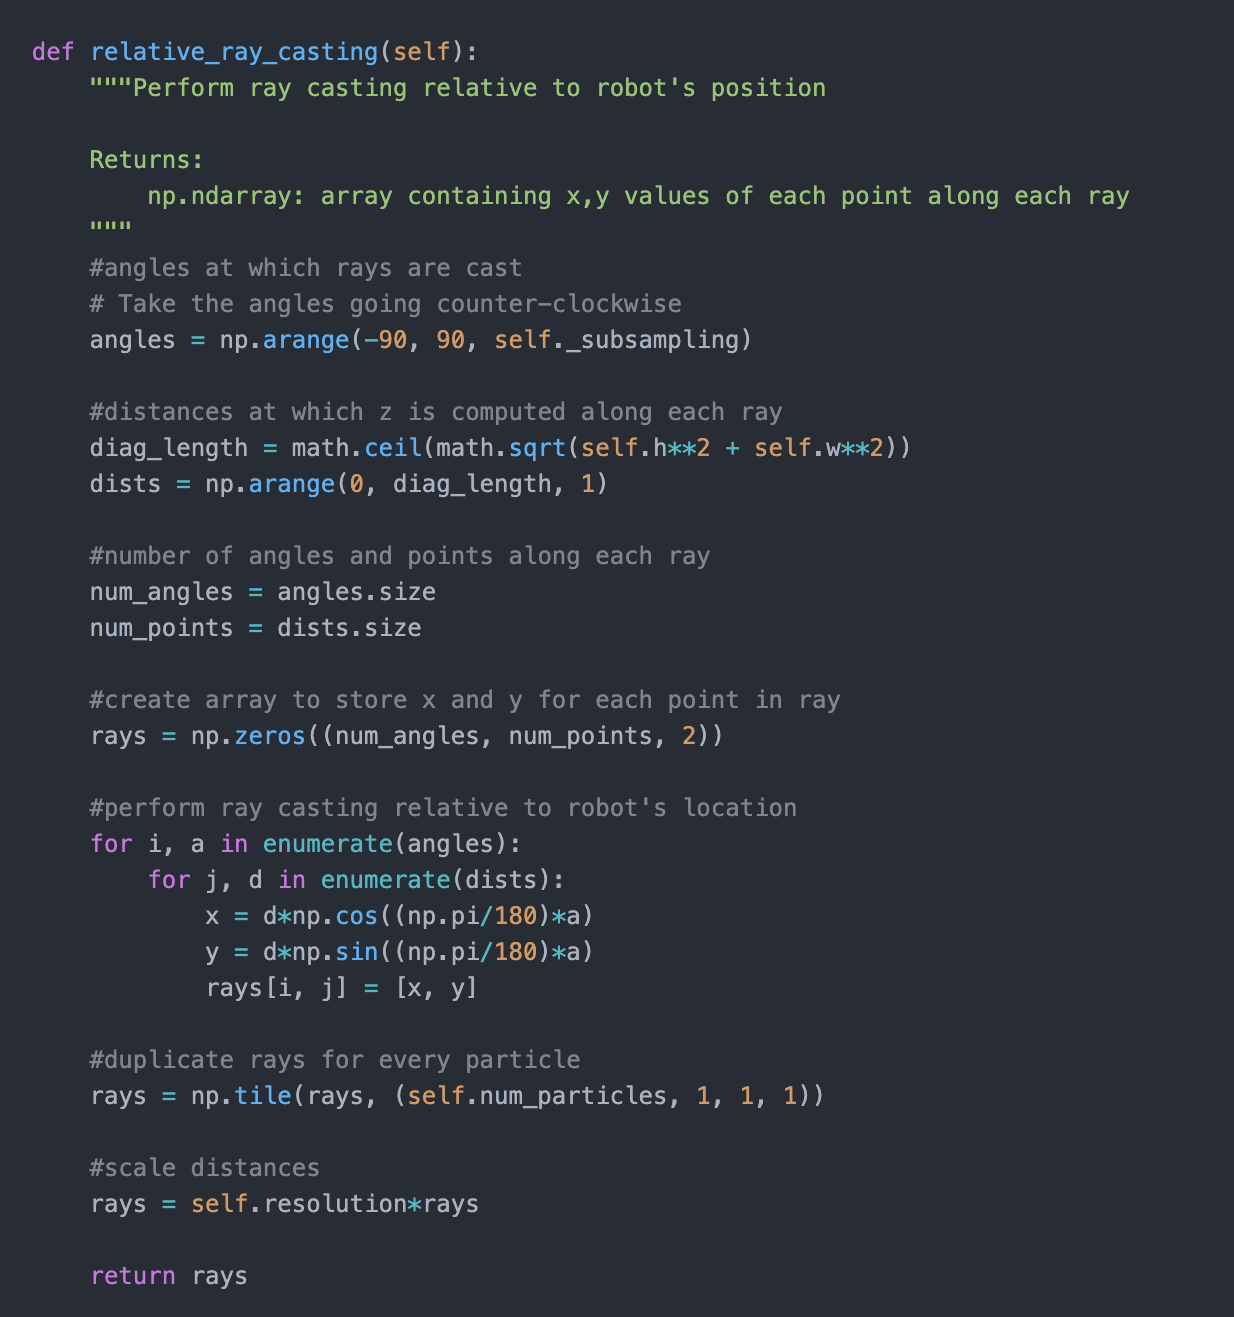 def relative_ray_casting(self):
    """Perform ray casting relative to robot's position

    Returns:
        np.ndarray: array containing x,y values of each point along each ray
    """
    #angles at which rays are cast
    # Take the angles going counter-clockwise
    angles = np.arange(-90, 90, self._subsampling)

    #distances at which z is computed along each ray
    diag_length = math.ceil(math.sqrt(self.h**2 + self.w**2))
    dists = np.arange(0, diag_length, 1)

    #number of angles and points along each ray
    num_angles = angles.size
    num_points = dists.size

    #create array to store x and y for each point in ray
    rays = np.zeros((num_angles, num_points, 2))

    #perform ray casting relative to robot's location
    for i, a in enumerate(angles):
        for j, d in enumerate(dists):
            x = d*np.cos((np.pi/180)*a)
            y = d*np.sin((np.pi/180)*a)
            rays[i, j] = [x, y]

    #duplicate rays for every particle
    rays = np.tile(rays, (self.num_particles, 1, 1, 1))

    #scale distances
    rays = self.resolution*rays

    return rays